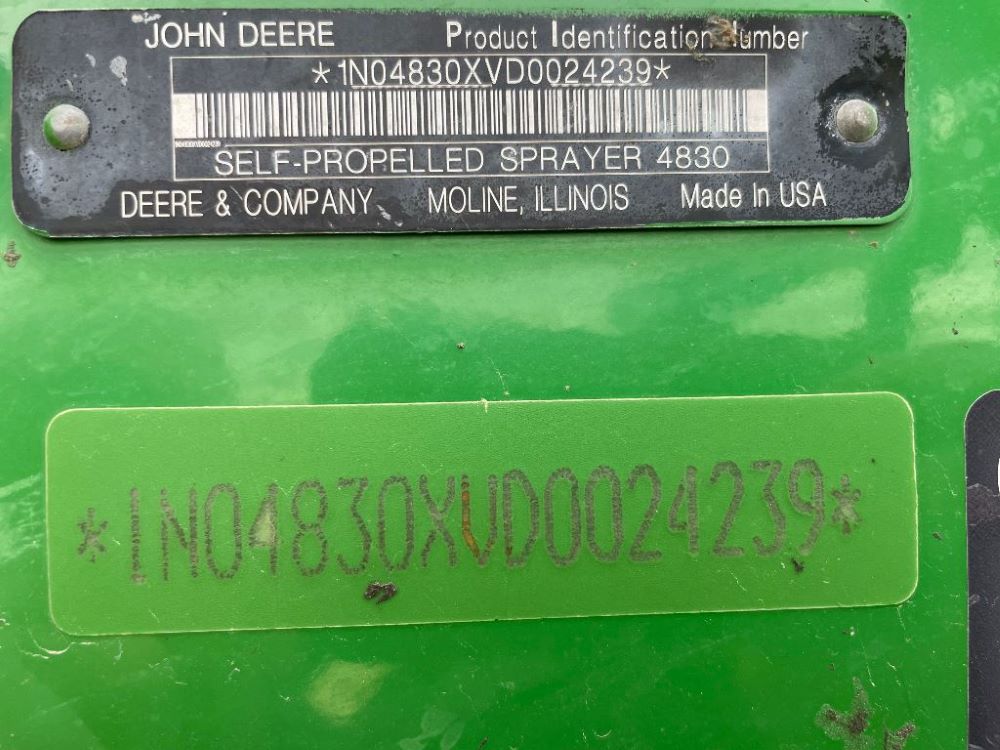 JOHN DEERE Product Identification Number
*1N04830XVD0024239*
SELF-PROPELLED SPRAYER 4830
DEERE & COMPANY MOLINE, ILLINOIS Made In USA
*1N04830XVD0024239*